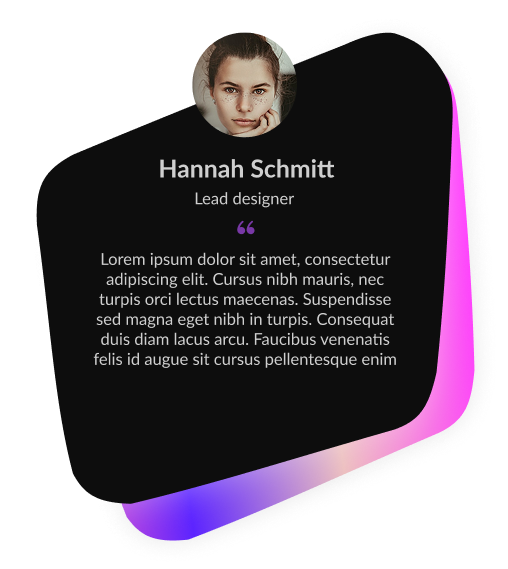 Hannah Schmitt
Lead designer
“
Lorem ipsum dolor sit amet, consectetur
adipiscing elit. Cursus nibh mauris, nec
turpis orci lectus maecenas. Suspendisse
sed magna eget nibh in turpis. Consequat
duis diam lacus arcu. Faucibus venenatis
felis id augue sit cursus pellentesque enim